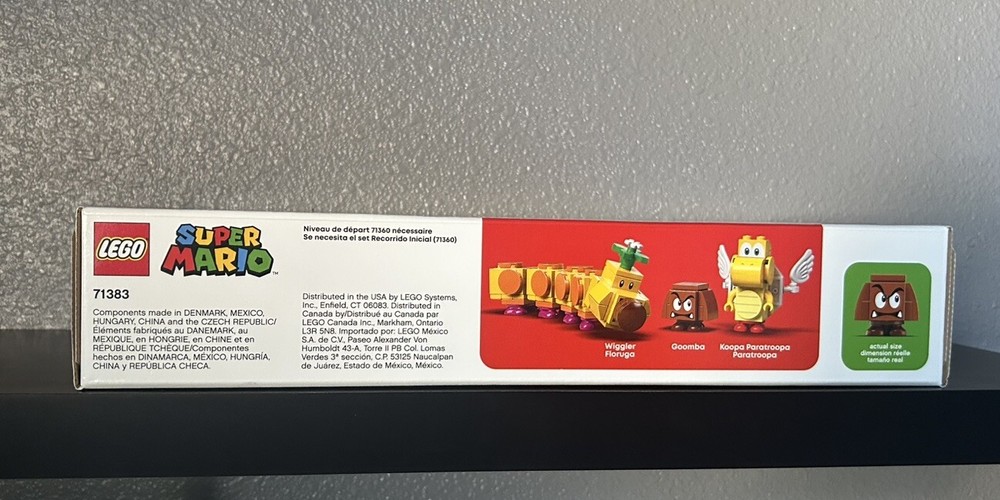 LEGO
SUPER
MARIO™
71383
Components made in DENMARK, MEXICO,
HUNGARY, CHINA and the CZECH REPUBLIC/
Éléments fabriqués au DANEMARK, au
MEXIQUE, en HONGRIE, en CHINE et en
RÉPUBLIQUE TCHÈQUE/Componentes
hechos en DINAMARCA, MÉXICO, HUNGRÍA,
CHINA y REPÚBLICA CHECA.
Niveau de départ 71360 nécessaire
Se necesita el set Recorrido Inicial (71360)
Distributed in the USA by LEGO Systems,
Inc., Enfield, CT 06083. Distributed in
Canada by/Distribué au Canada par
LEGO Canada Inc., Markham, Ontario
L3R 5N8. Importado por: LEGO México
S.A. de C.V., Paseo Alexander Von
Humboldt 43-A, Torre II PB Col. Lomas
Verdes 3ª sección, C.P. 53125 Naucalpan
de Juárez, Estado de México, México.
Wiggler
Floruga
Goomba
Koopa Paratroopa
Paratroopa
actual size
dimension réelle
tamaño real